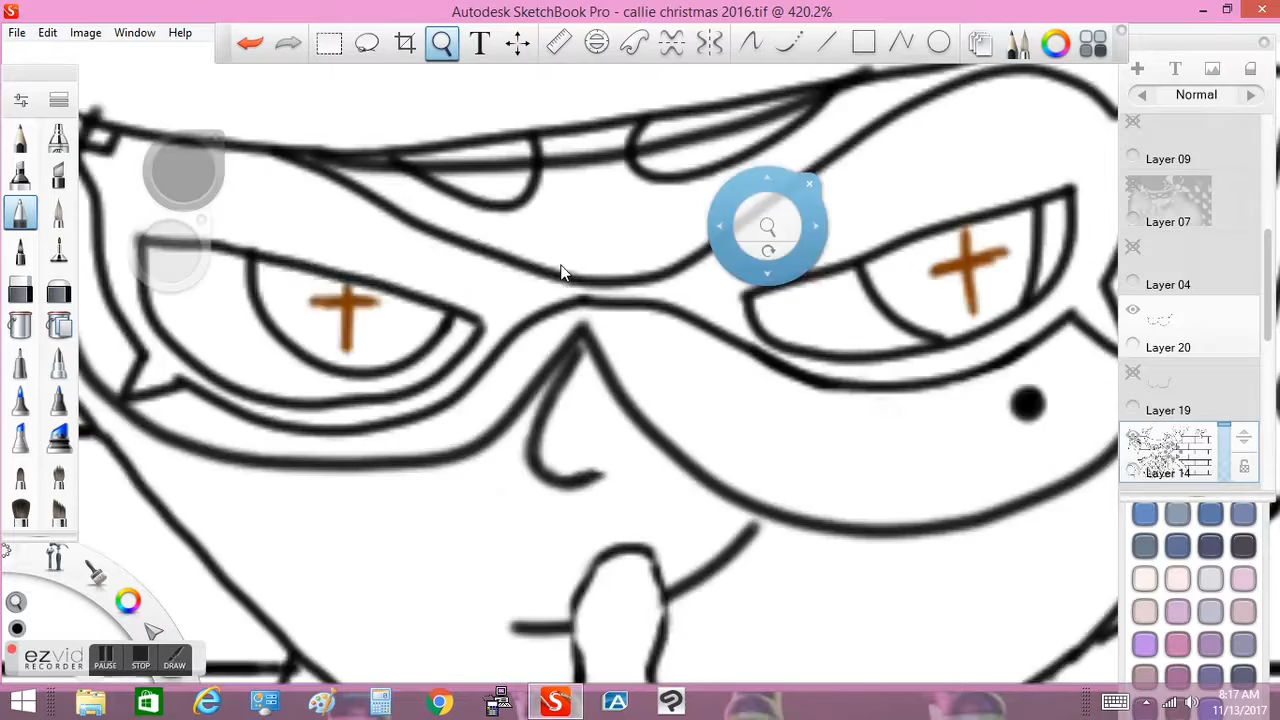 Autodesk SketchBook Pro - callie christmas 2016.tif @ 420.2%
File Edit Image Window Help
T
T
Normal
Layer 09
Layer 07
Layer 04
Layer 20
Layer 19
Layer 14
ezvid
RECORDER
PAUSE
STOP
DRAW
8:17 AM
11/13/2017